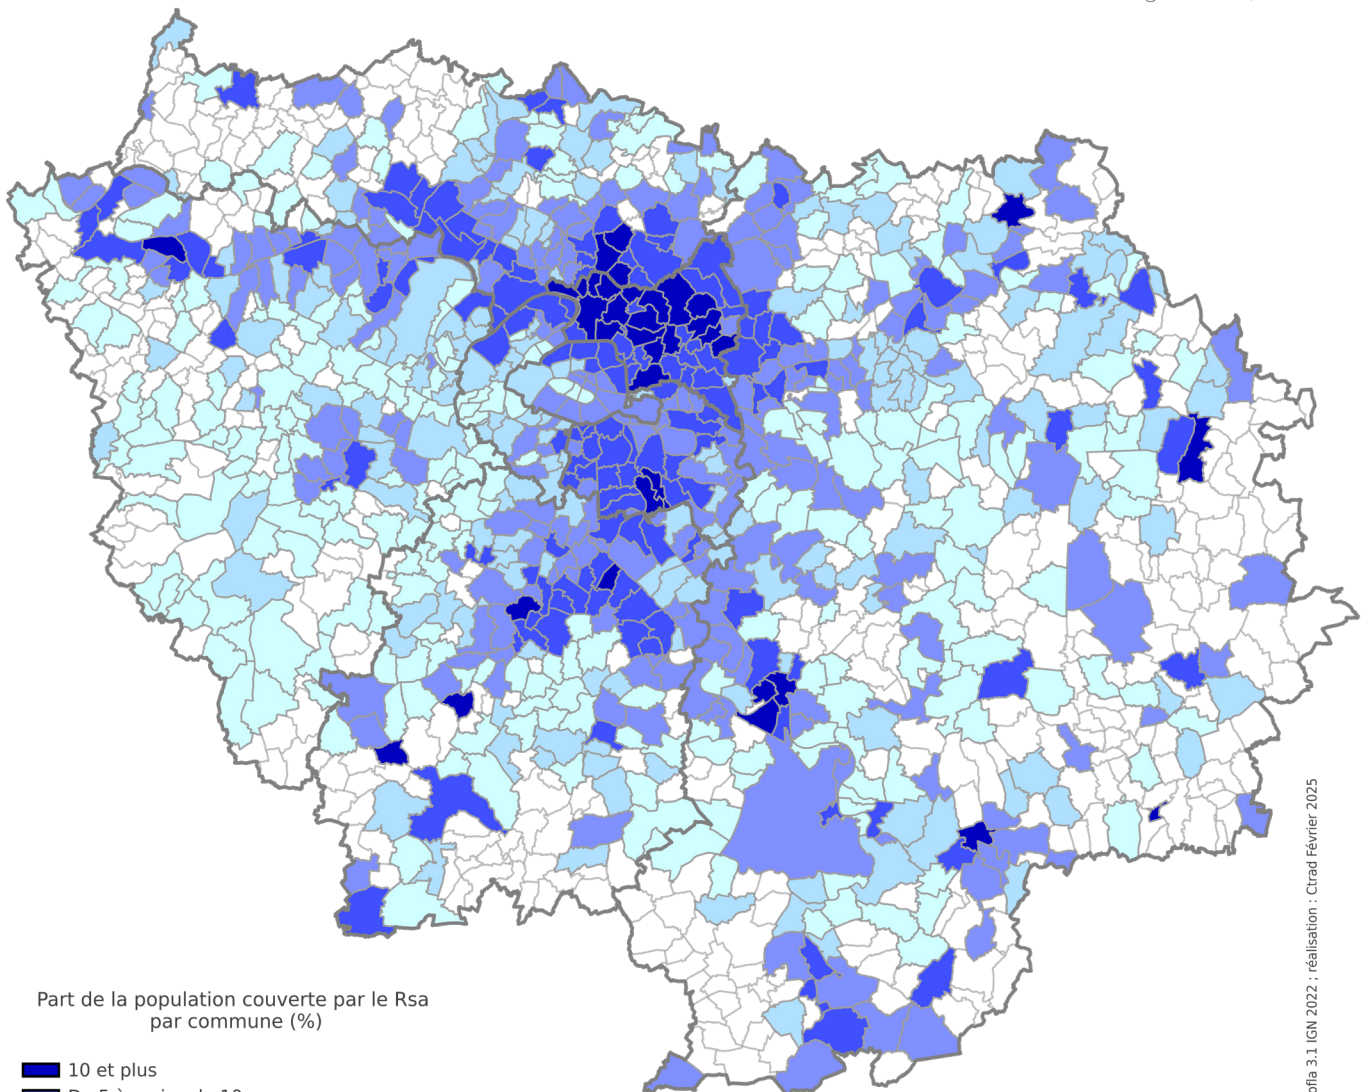 Part de la population couverte par le Rsa
par commune (%)
10 et plus
3.1 IGN 2022 ; réalisation : Ctrad Février 2025